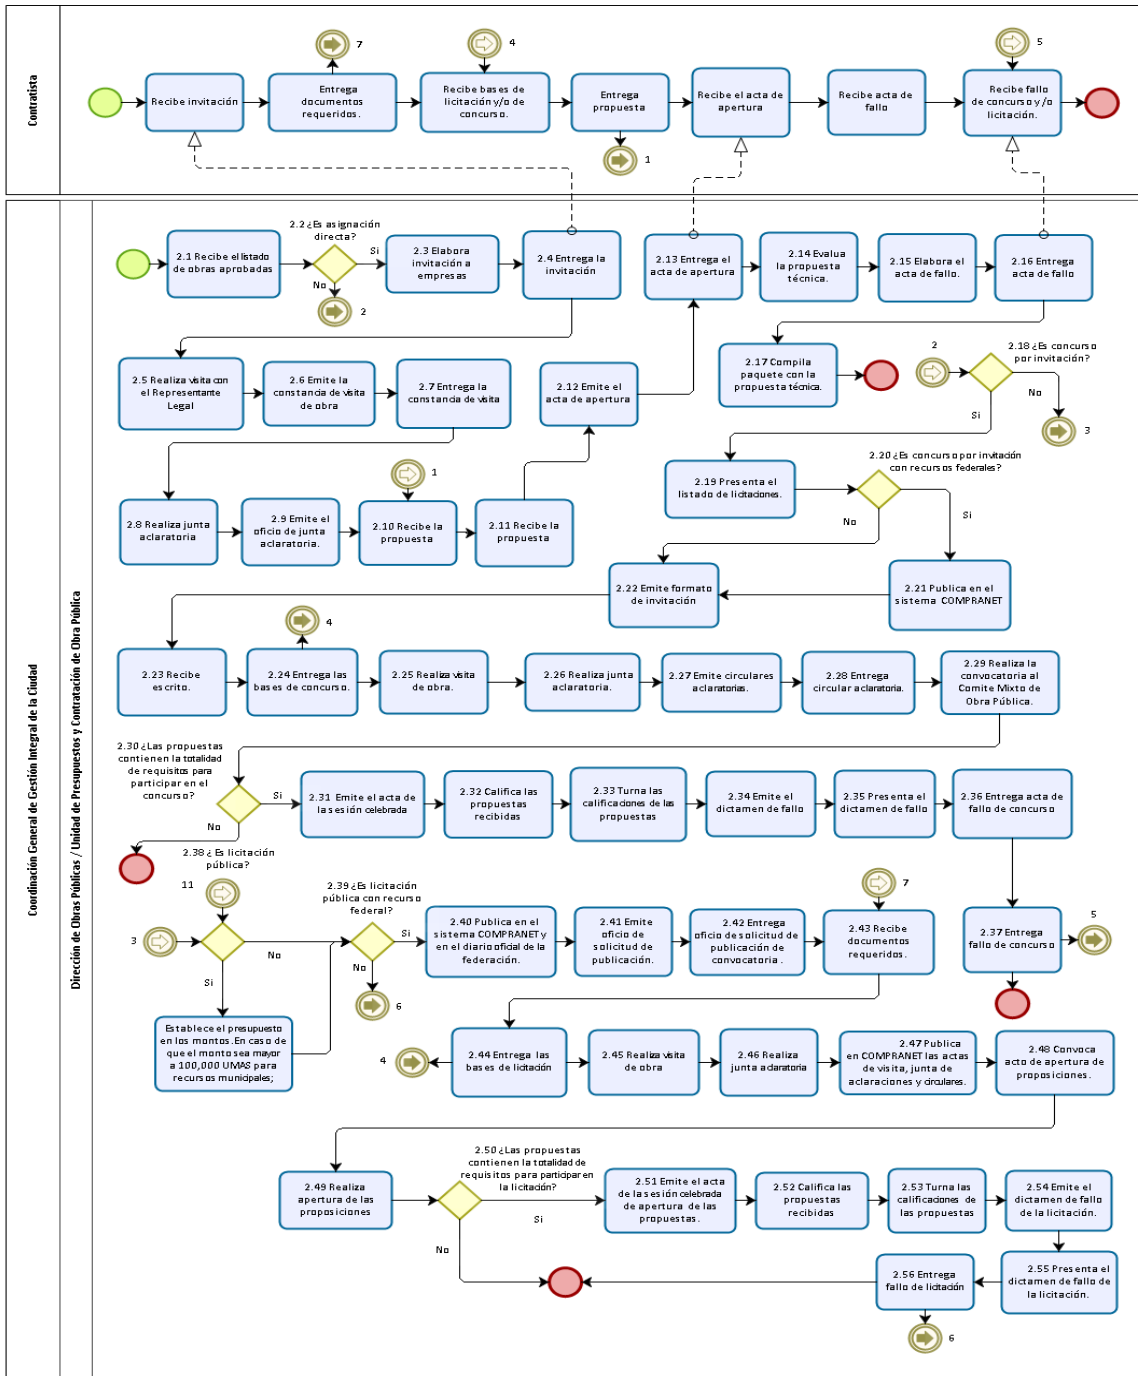 Contratista
7
4
5
Recibe invitación
Entrega
documentos
requeridos.
Recibe bases de
licitación y/o de
concurso.
Entrega
propuesta
Recibe el acta de
apertura
Recibe acta de
fallo
Recibe fallo
de concurso y /o
licitación.
1
Coordinación General de Gestión Integral de la Ciudad
Dirección de Obras Públicas / Unidad de Presupuestos y Contratación de Obra Pública
2.1 Recibe el listado
de obras aprobadas
2.2 ¿Es asignación
directa?
Si
No
2
2.3 Elabora
invitación a
empresas
2.4 Entrega la
invitación
2.13 Entrega el
acta de apertura
2.14 Evalua
la propuesta
técnica.
2.15 Elabora el
acta de fallo.
2.16 Entrega
acta de fallo
2.5 Realiza visita con
el Representante
Legal
2.6 Emite la
constancia de visita
de obra
2.7 Entrega la
constancia de visita
2.12 Emite el
acta de apertura
2.17 Compila
paquete con la
propuesta técnica.
2
2.18 ¿Es concurso
por invitación?
No
Si
3
2.8 Realiza junta
aclaratoria
2.9 Emite el
oficio de junta
aclaratoria.
1
2.10 Recibe la
propuesta
2.11 Recibe la
propuesta
2.19 Presenta el
listado de licitaciones.
2.20 ¿Es concurso por invitación
con recursos federales?
No
Si
2.22 Emite formato
de invitación
2.21 Publica en el
sistema COMPRANET
4
2.23 Recibe
escrito.
2.24 Entrega las
bases de concurso.
2.25 Realiza visita
de obra.
2.26 Realiza junta
aclaratoria.
2.27 Emite circulares
aclaratorias.
2.28 Entrega
circular aclaratoria.
2.29 Realiza la
convocatoria al
Comite Mixto de
Obra Pública.
2.30 ¿Las propuestas
contienen la totalidad
de requisitos para
participar en el
concurso?
Si
No
2.31 Emite el acta de
la sesión celebrada
2.32 Califica las
propuestas
recibidas
2.33 Turna las
calificaciones de las
propuestas
2.34 Emite el
dictamen de fallo
2.35 Presenta el
dictamen de fallo
2.36 Entrega acta de
fallo de concurso
2.38 ¿ Es licitación
pública?
11
3
No
Si
2.39 ¿Es licitación
pública con recurso
federal?
Si
No
6
2.40 Publica en el
sistema COMPRANET y
en el diario oficial de la
federación.
2.41 Emite
oficio de
solicitud de
publicación.
2.42 Entrega
oficio de solicitud de
publicación de
convocatoria .
7
2.43 Recibe
documentos
requeridos.
2.37 Entrega
fallo de concurso
5
Establece el presupuesto
en los montos. En caso de
que el monto sea mayor
a 100,000 UMAS para
recursos municipales;
4
2.44 Entrega las
bases de licitación
2.45 Realiza visita
de obra
2.46 Realiza
junta aclaratoria
2.47 Publica
en COMPRANET las actas
de visita, junta de
aclaraciones y circulares.
2.48 Convoca
acto de apertura de
proposiciones.
2.49 Realiza
apertura de las
proposiciones
2.50 ¿Las propuestas
contienen la totalidad de
requisitos para participar en
la licitación?
Si
No
2.51 Emite el acta
de la sesión celebrada
de apertura de las
propuestas.
2.52 Califica las
propuestas
recibidas
2.53 Turna las
calificaciones de
las propuestas
2.54 Emite el
dictamen de fallo
de la licitación.
2.55 Presenta el
dictamen de fallo de
la licitación.
2.56 Entrega
fallo de licitación
6